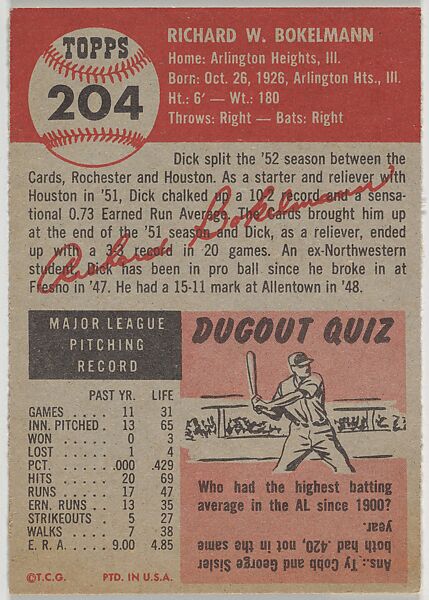 TOPPS
204
RICHARD W. BOKELMANN
Home: Arlington Heights, Ill.
Born: Oct. 26, 1926, Arlington Hts., Ill.
Ht.: 6' — Wt.: 180
Throws: Right — Bats: Right
Dick split the '52 season between the
Cards, Rochester and Houston. As a starter and reliever with
Houston in '51, Dick chalked up a 10-2 record and a sensa-
tional 0.73 Earned Run Average. The Cards brought him up
at the end of the '51 season and Dick, as a reliever, ended
up with a 3-3 record in 20 games. An ex-Northwestern
student, Dick has been in pro ball since he broke in at
Fresno in '47. He had a 15-11 mark at Allentown in '48.
Richard Bokelmann
MAJOR LEAGUE
PITCHING
RECORD
PAST YR. LIFE
GAMES . . . . . 11 31
INN. PITCHED . 13 65
WON . . . . . . 0 3
LOST . . . . . . 1 4
PCT. . . . . . .000 .429
HITS . . . . . . 20 69
RUNS . . . . . 17 47
ERN. RUNS . . 13 35
STRIKEOUTS . . 5 27
WALKS . . . . . 7 38
E. R. A. . . . . 9.00 4.85
©T.C.G. PTD. IN U.S.A.
DUGOUT QUIZ
Who had the highest batting
average in the AL since 1900?
Ans.: Ty Cobb and George Sisler
both had .420, not in the same
year.